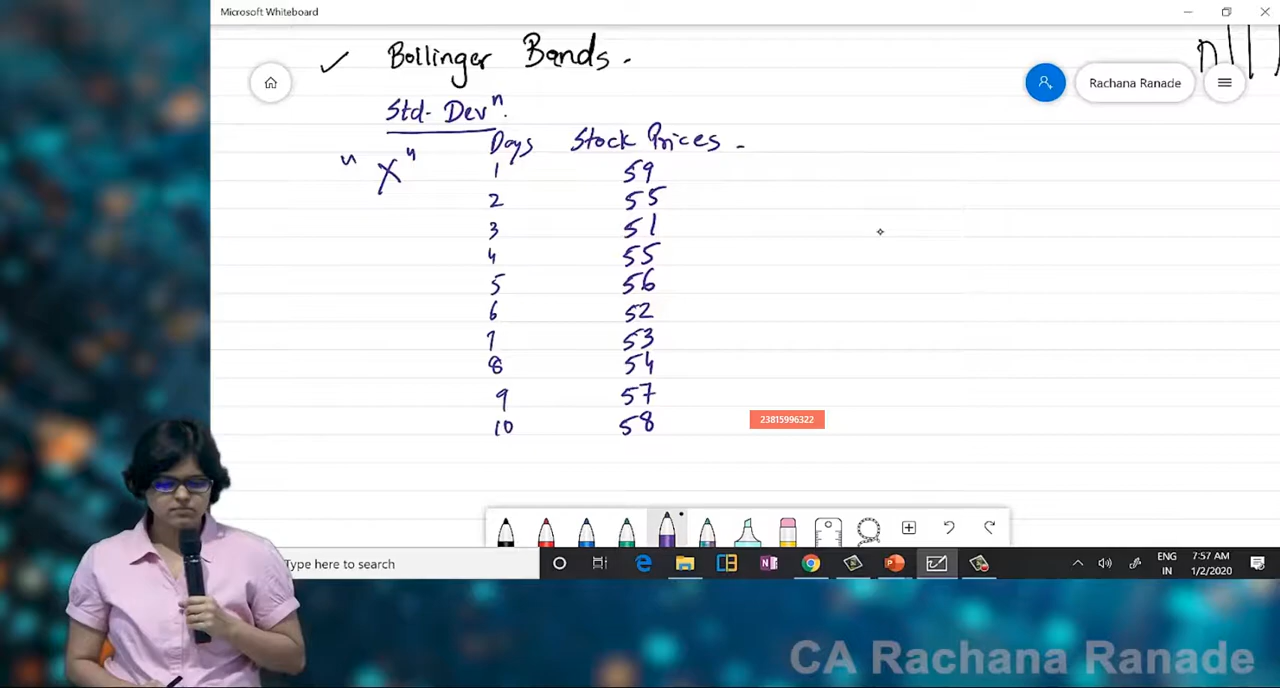 Microsoft Whiteboard
✓ Bollinger Bands.
Rachana Ranade
Std. Devⁿ.
Days Stock Prices -
"X"
1 59
2 55
3 51
4 55
5 56
6 52
7 53
8 54
9 57
10 58
23815996322
Type here to search
ENG
IN
7:57 AM
1/2/2020
CA Rachana Ranade